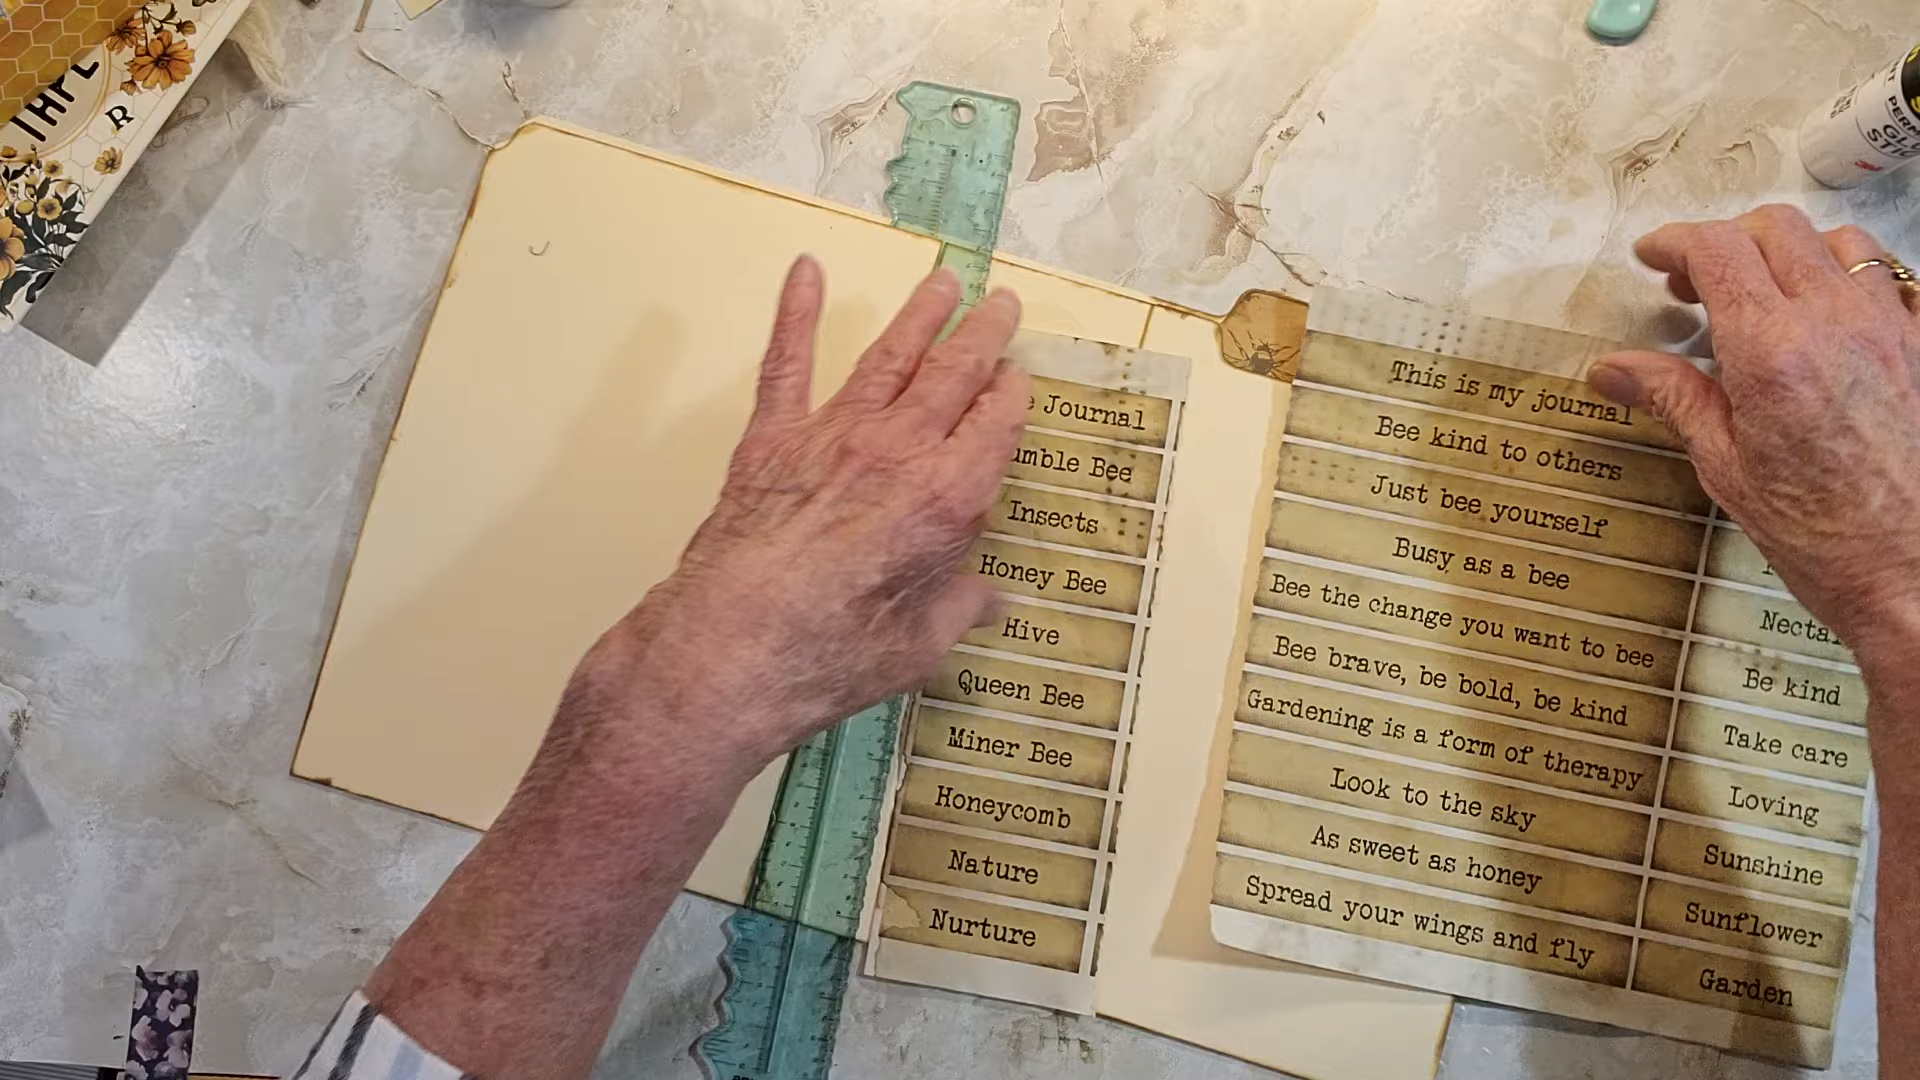 R
GLUE
STIC
This is my journal
Bee kind to others
Just bee yourself
Busy as a bee
Bee the change you want to bee
Bee brave, be bold, be kind
Gardening is a form of therapy
Look to the sky
As sweet as honey
Spread your wings and fly
Journal
Bee
Insects
Honey Bee
Hive
Queen Bee
Miner Bee
Honeycomb
Nature
Nurture
Be kind
Take care
Loving
Sunshine
Sunflower
Garden